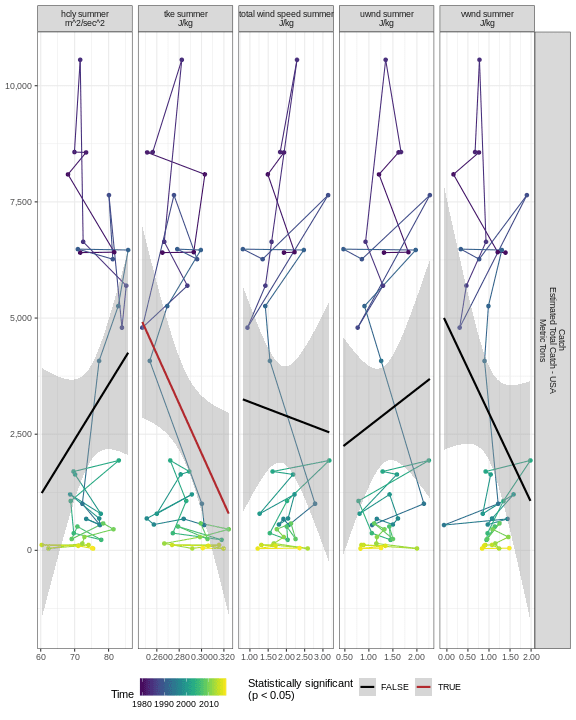 hcly summer
m^2/sec^2
tke summer
J/kg
total wind speed summer
J/kg
uwnd summer
J/kg
vwnd summer
J/kg
10,000
7,500
5,000
2,500
0
Catch
Estimated Total Catch - USA
Metric Tons
60 70 80
0.260 0.280 0.300 0.320
1.00 1.50 2.00 2.50 3.00
0.50 1.00 1.50 2.00
0.00 0.50 1.00 1.50 2.00
Time
1980 1990 2000 2010
Statistically significant
(p < 0.05)
FALSE
TRUE